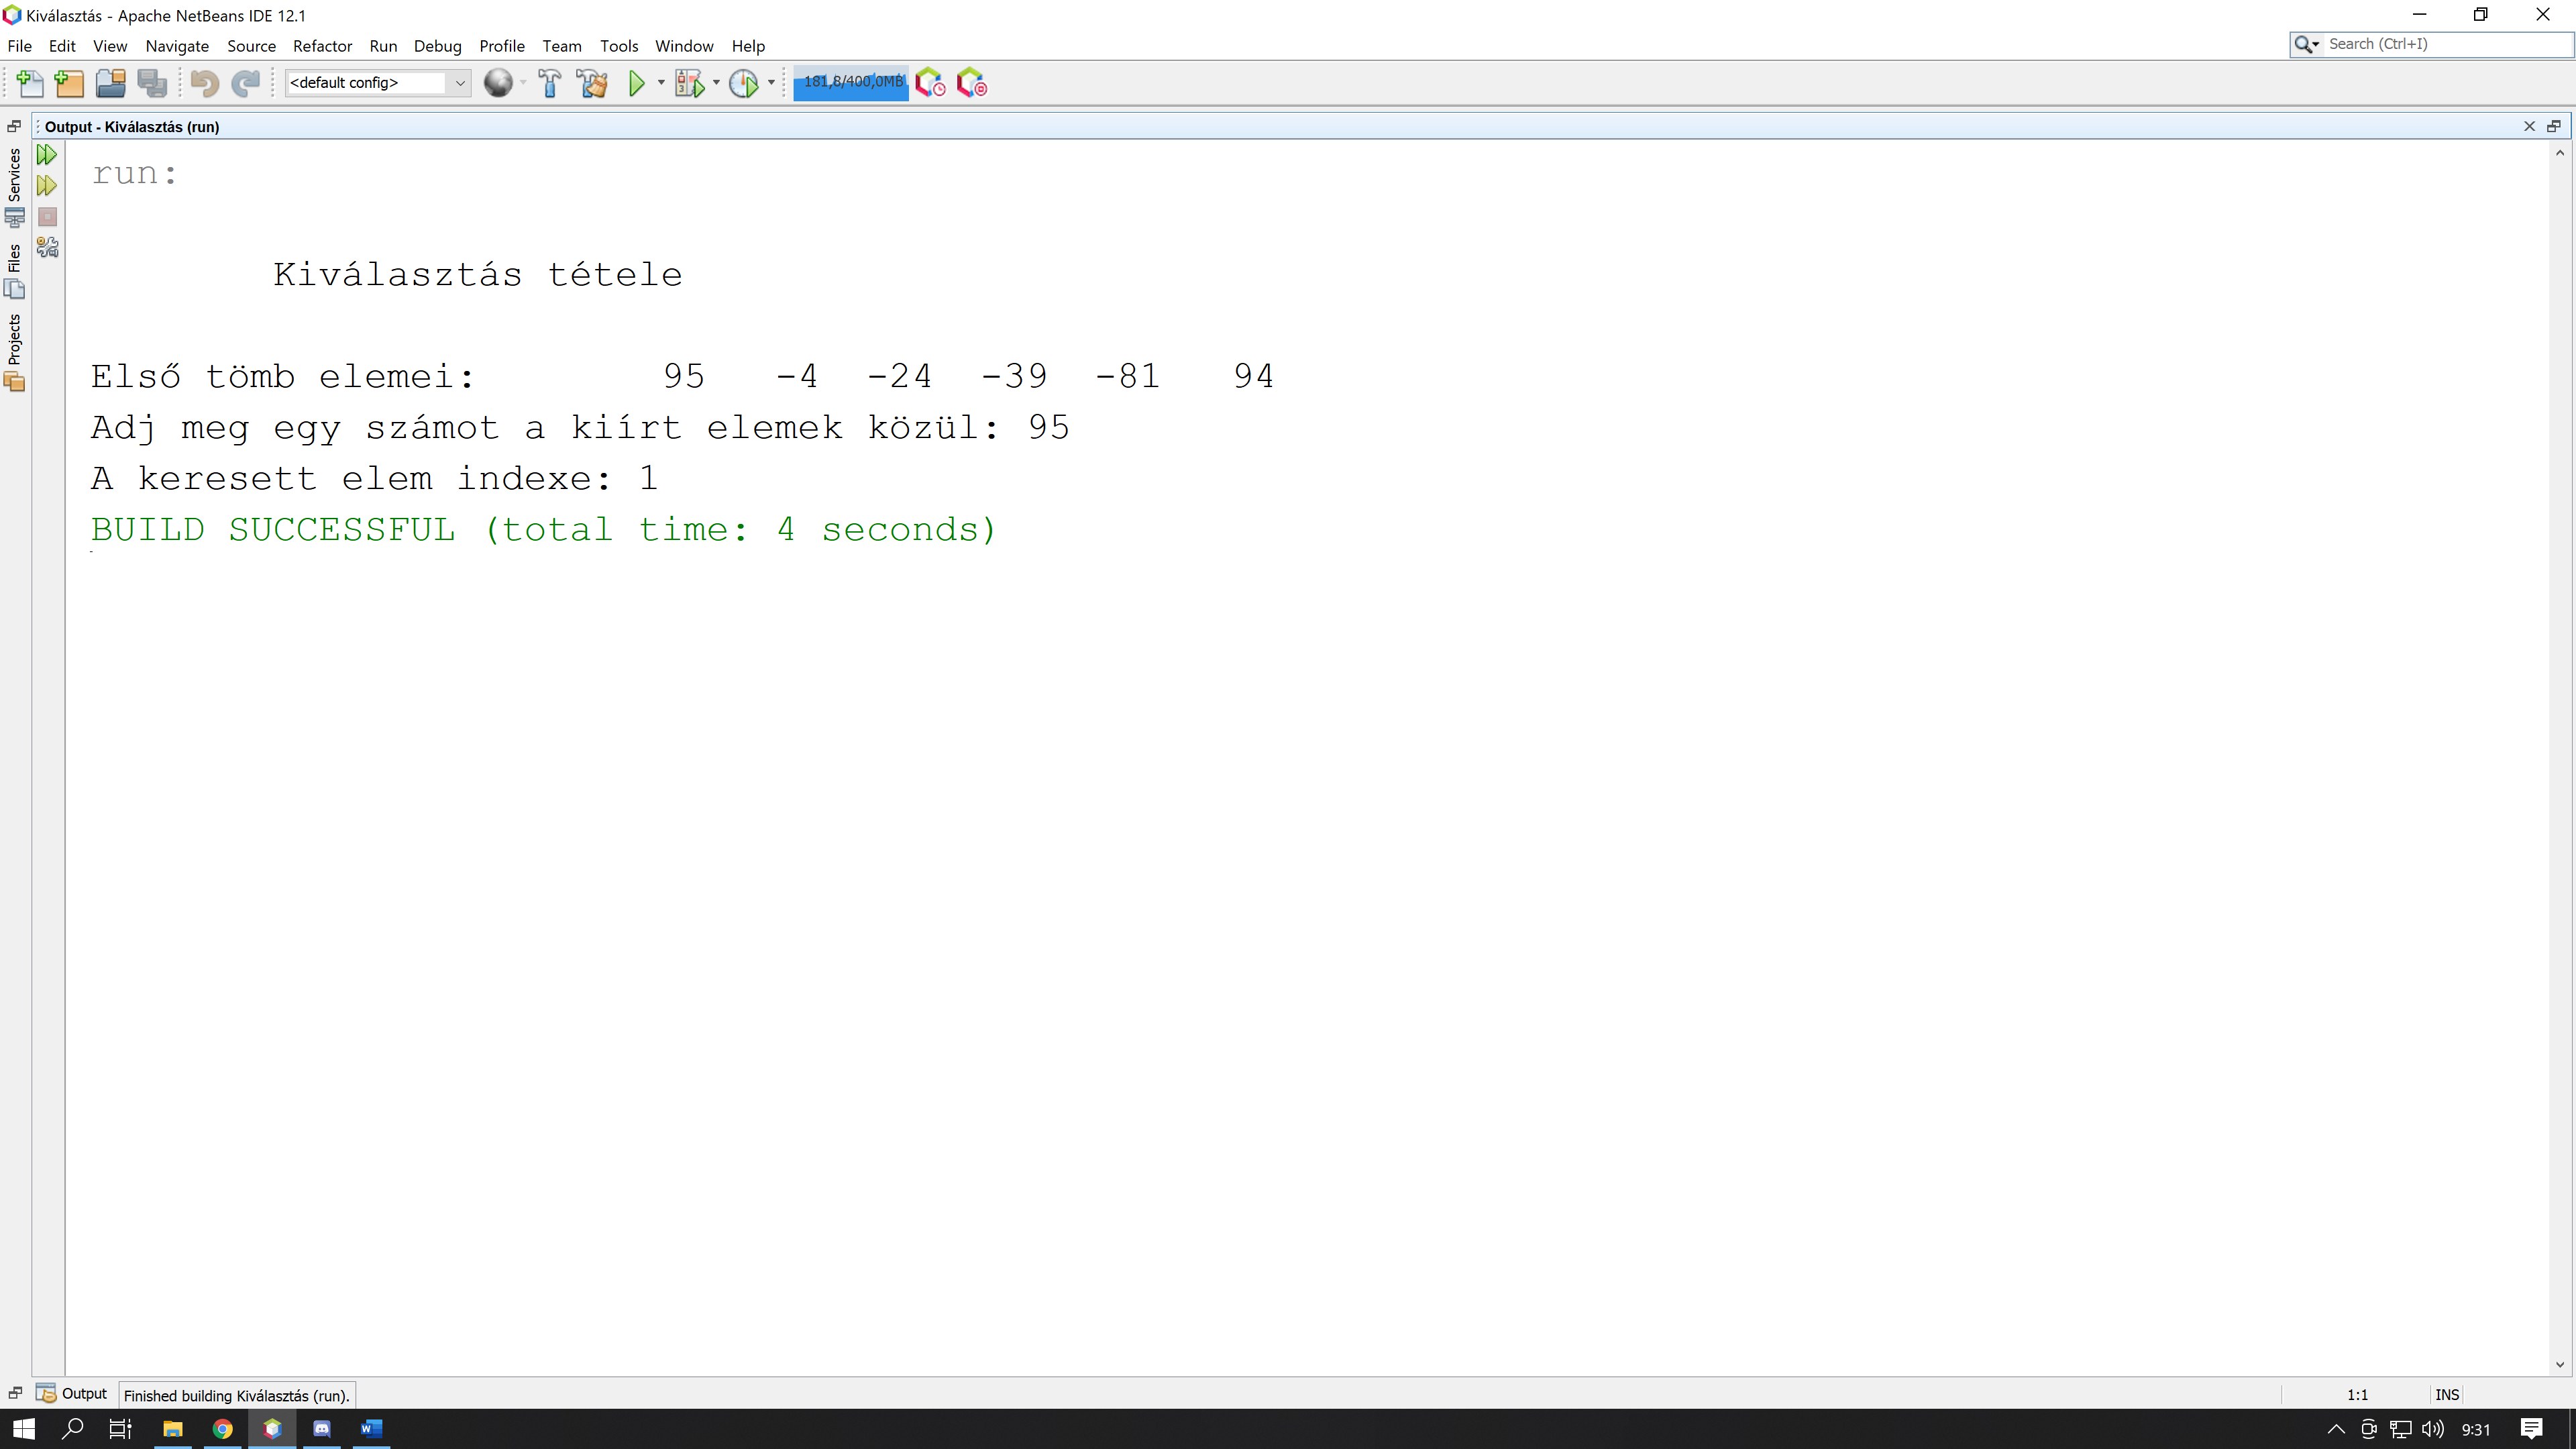 Kiválasztás - Apache NetBeans IDE 12.1
File Edit View Navigate Source Refactor Run Debug Profile Team Tools Window Help
Search (Ctrl+I)
<default config>
181,8/400,0MB
Output - Kiválasztás (run)
Services
Files
Projects
run:
Kiválasztás tétele
Első tömb elemei: 95 -4 -24 -39 -81 94
Adj meg egy számot a kiírt elemek közül: 95
A keresett elem indexe: 1
BUILD SUCCESSFUL (total time: 4 seconds)
Output
Finished building Kiválasztás (run).
1:1
INS
9:31